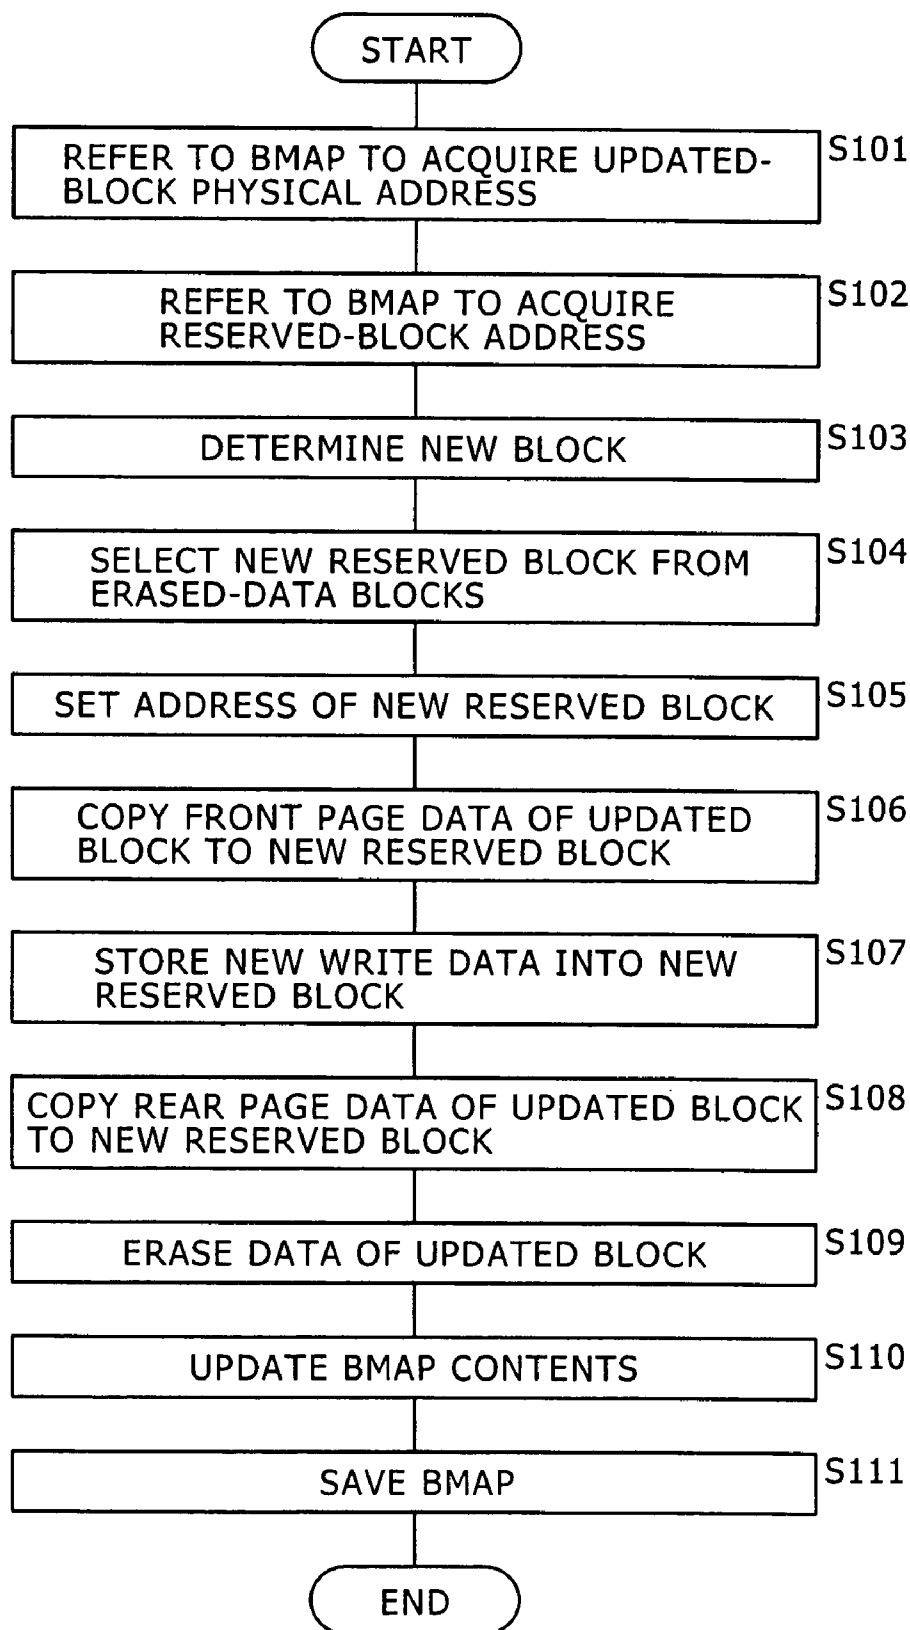 START
REFER TO BMAP TO ACQUIRE UPDATED-
BLOCK PHYSICAL ADDRESS
S101
REFER TO BMAP TO ACQUIRE
RESERVED-BLOCK ADDRESS
S102
DETERMINE NEW BLOCK
S103
SELECT NEW RESERVED BLOCK FROM
ERASED-DATA BLOCKS
S104
SET ADDRESS OF NEW RESERVED BLOCK
S105
COPY FRONT PAGE DATA OF UPDATED
BLOCK TO NEW RESERVED BLOCK
S106
STORE NEW WRITE DATA INTO NEW
RESERVED BLOCK
S107
COPY REAR PAGE DATA OF UPDATED BLOCK
TO NEW RESERVED BLOCK
S108
ERASE DATA OF UPDATED BLOCK
S109
UPDATE BMAP CONTENTS
S110
SAVE BMAP
S111
END